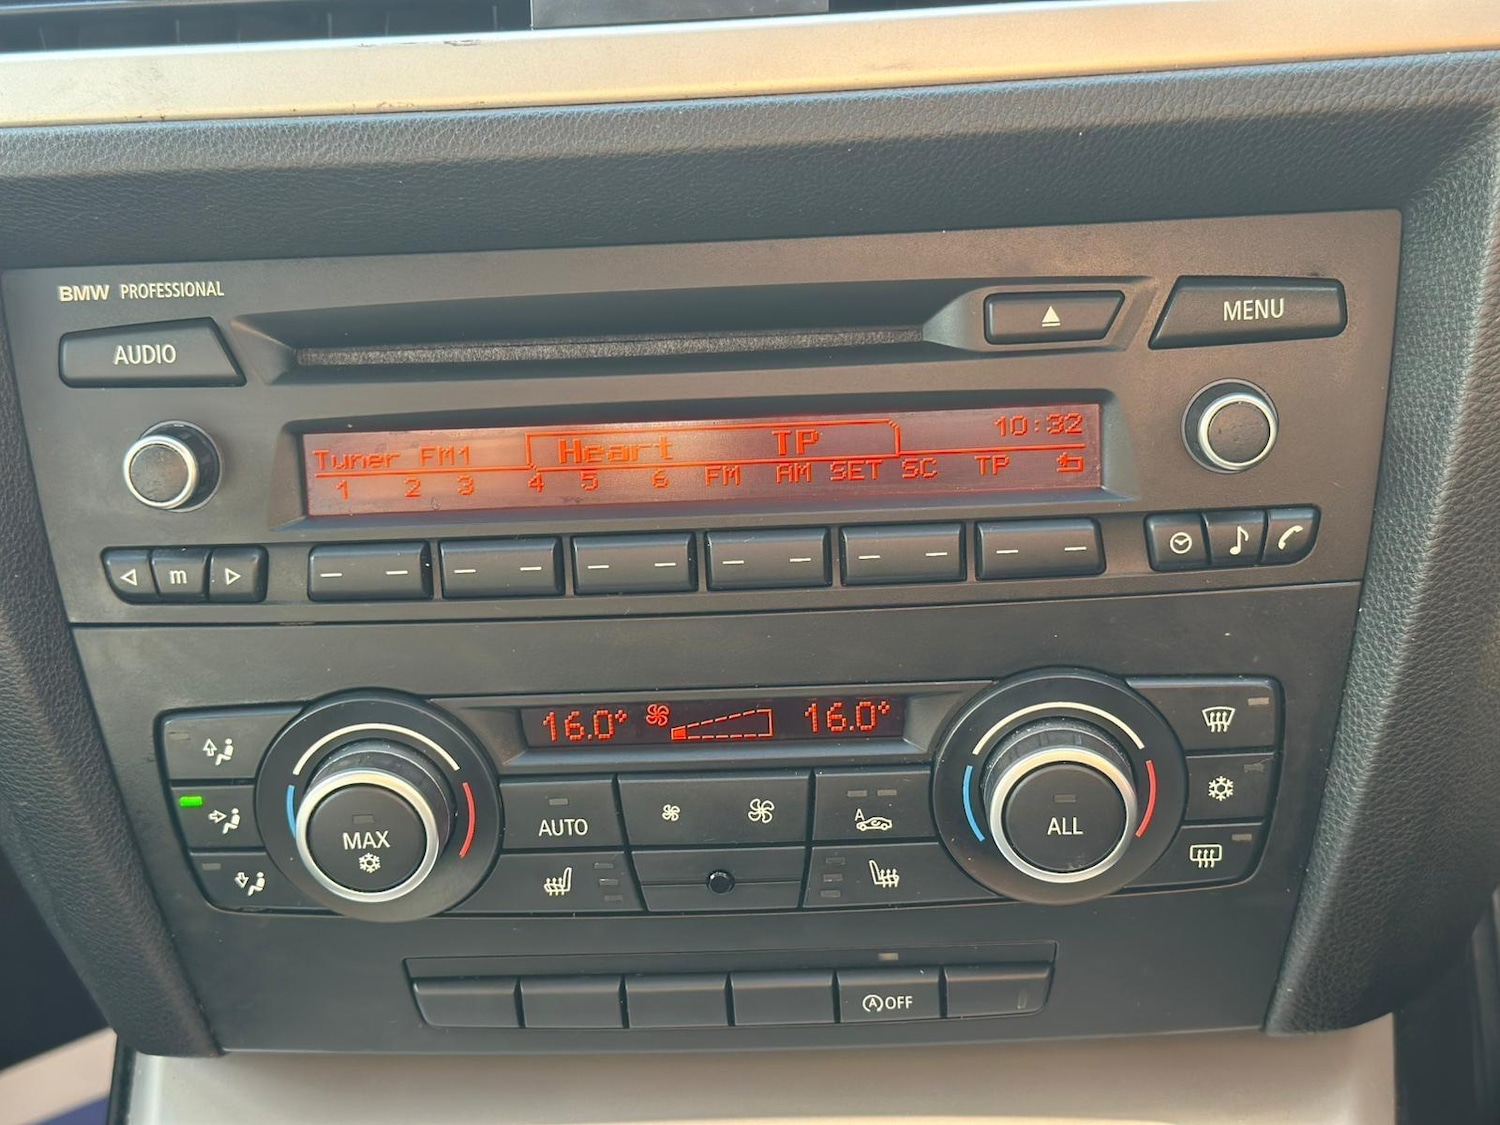 BMW PROFESSIONAL
AUDIO
MENU
Tuner FM1 Heart TP 10:32
1 2 3 4 5 6 FM AM SET SC TP
m
16.0° 16.0°
MAX
AUTO
A
ALL
A OFF